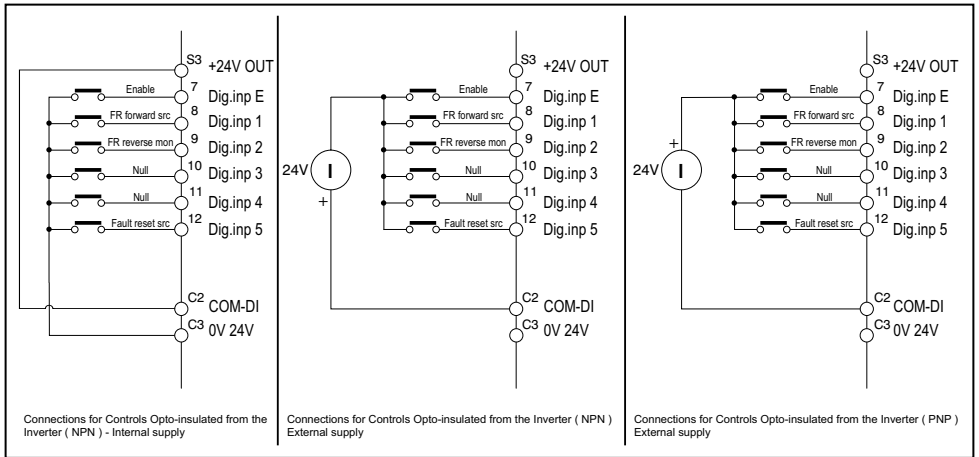 S3 +24V OUT
Enable 7 Dig.inp E
FR forward src 8 Dig.inp 1
FR reverse mon 9 Dig.inp 2
Null 10 Dig.inp 3
Null 11 Dig.inp 4
Fault reset src 12 Dig.inp 5
C2 COM-DI
C3 0V 24V
Connections for Controls Opto-insulated from the
Inverter ( NPN ) - Internal supply
S3 +24V OUT
Enable 7 Dig.inp E
FR forward src 8 Dig.inp 1
FR reverse mon 9 Dig.inp 2
24V I + Null 10 Dig.inp 3
Null 11 Dig.inp 4
Fault reset src 12 Dig.inp 5
C2 COM-DI
C3 0V 24V
Connections for Controls Opto-insulated from the Inverter ( NPN )
External supply
S3 +24V OUT
Enable 7 Dig.inp E
FR forward src 8 Dig.inp 1
+ FR reverse mon 9 Dig.inp 2
24V I Null 10 Dig.inp 3
Null 11 Dig.inp 4
Fault reset src 12 Dig.inp 5
C2 COM-DI
C3 0V 24V
Connections for Controls Opto-insulated from the Inverter ( PNP )
External supply